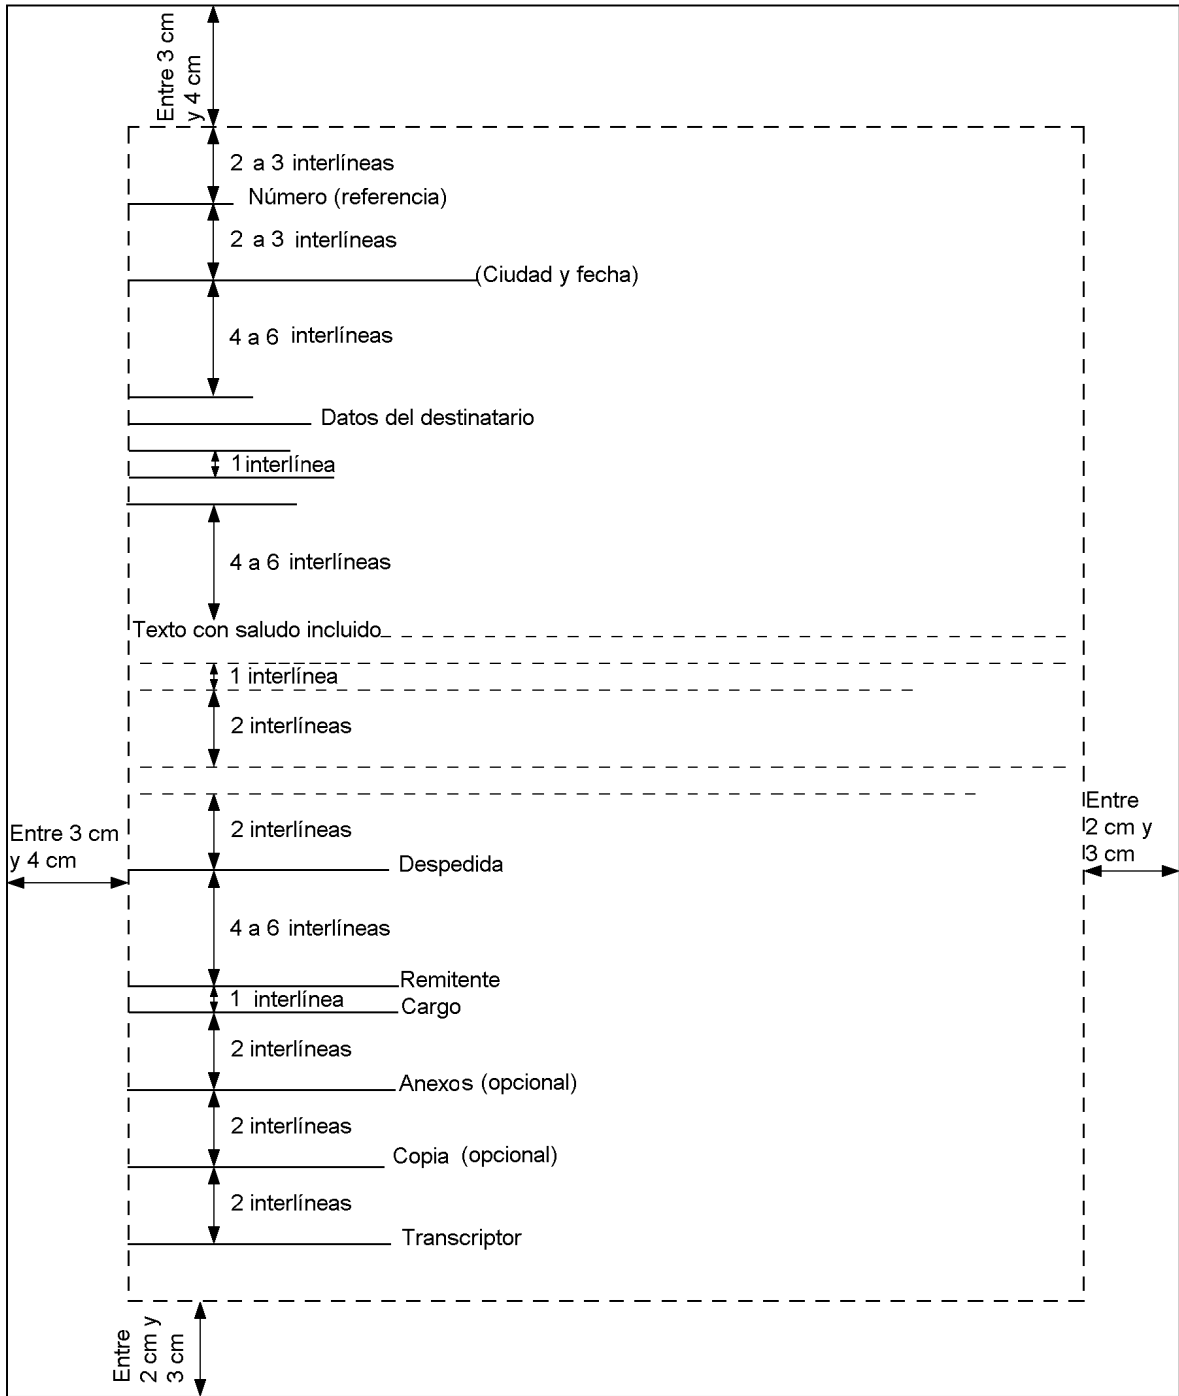 Entre 3 cm
y 4 cm
2 a 3 interlíneas
Número (referencia)
2 a 3 interlíneas
(Ciudad y fecha)
4 a 6 interlíneas
Datos del destinatario
1 interlínea
4 a 6 interlíneas
Texto con saludo incluido
1 interlínea
2 interlíneas
Entre 3 cm
y 4 cm
Entre
2 cm y
3 cm
2 interlíneas
Despedida
4 a 6 interlíneas
Remitente
1 interlínea
Cargo
2 interlíneas
Anexos (opcional)
2 interlíneas
Copia (opcional)
2 interlíneas
Transcriptor
Entre
2 cm y
3 cm